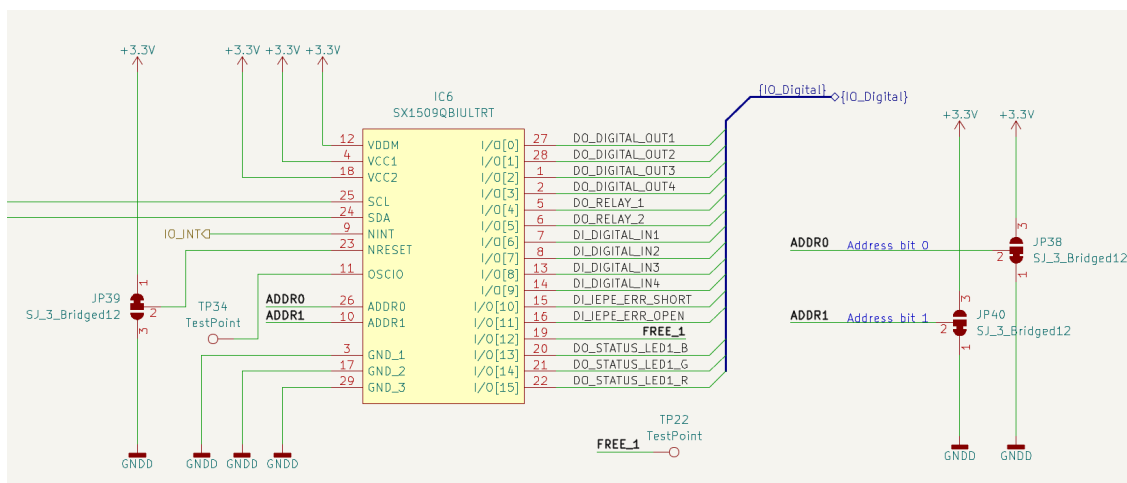 +3.3V
+3.3V
+3.3V
+3.3V
{IO_Digital}
{IO_Digital}
IC6
SX1509QBIULTRT
+3.3V
+3.3V
12 VDDM I/O[0] 27 DO_DIGITAL_OUT1
4 VCC1 I/O[1] 28 DO_DIGITAL_OUT2
18 VCC2 I/O[2] 1 DO_DIGITAL_OUT3
I/O[3] 2 DO_DIGITAL_OUT4
25 SCL I/O[4] 5 DO_RELAY_1
24 SDA I/O[5] 6 DO_RELAY_2
IO_INT 9 NINT I/O[6] 7 DI_DIGITAL_IN1
23 NRESET I/O[7] 8 DI_DIGITAL_IN2
11 OSCIO I/O[8] 13 DI_DIGITAL_IN3
I/O[9] 14 DI_DIGITAL_IN4
ADDR0 26 ADDR0 I/O[10] 15 DI_IEPE_ERR_SHORT
ADDR1 10 ADDR1 I/O[11] 16 DI_IEPE_ERR_OPEN
I/O[12] 19 FREE_1
3 GND_1 I/O[13] 20 DO_STATUS_LED1_B
17 GND_2 I/O[14] 21 DO_STATUS_LED1_G
29 GND_3 I/O[15] 22 DO_STATUS_LED1_R
1
JP39
SJ_3_Bridged12
2
3
TP34
TestPoint
GNDD
GNDD
GNDD
GNDD
TP22
TestPoint
FREE_1
ADDR0 Address bit 0
3
2
1
JP38
SJ_3_Bridged12
ADDR1 Address bit 1
3
2
1
JP40
SJ_3_Bridged12
GNDD
GNDD